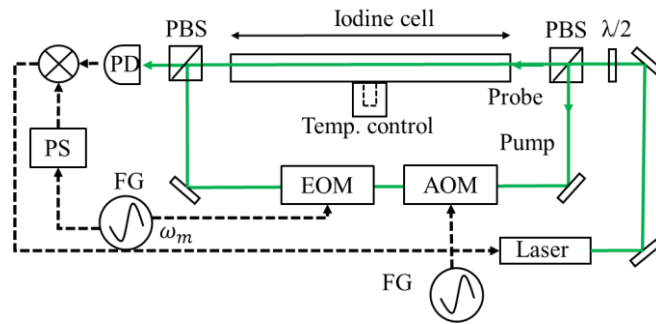 Iodine cell
PBS
PBS
λ/2
PD
Probe
Temp. control
Pump
PS
FG
EOM
AOM
ω_m
Laser
FG